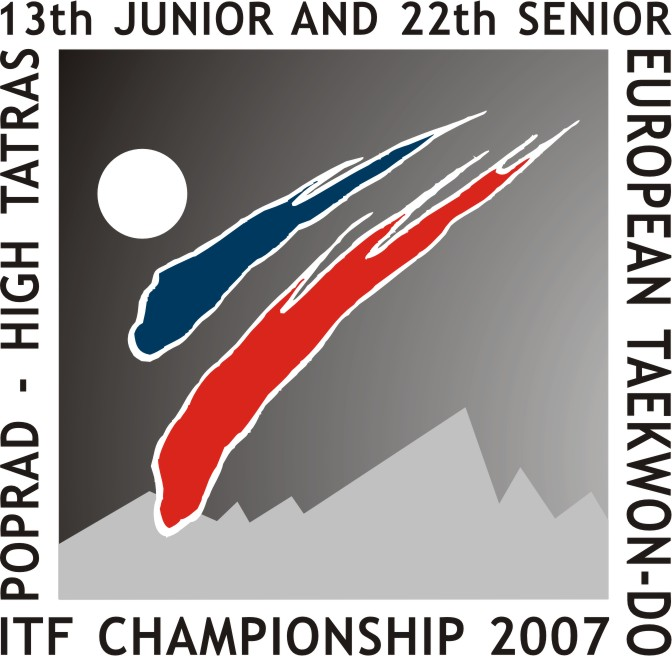 13th JUNIOR AND 22th SENIOR
EUROPEAN TAEKWON-DO
ITF CHAMPIONSHIP 2007
POPRAD - HIGH TATRAS